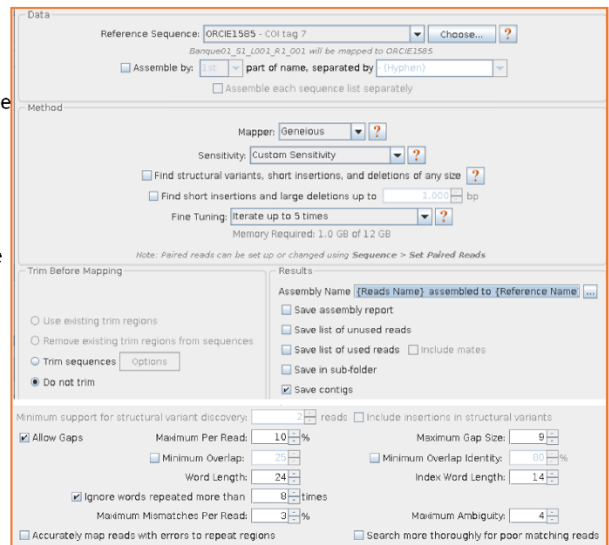 Data
Reference Sequence: ORCIE1585 - COI tag 7 Choose... ?
Banque01_S1_L001_R1_001 will be mapped to ORCIE1585
Assemble by: 1st part of name, separated by - (Hyphen)
Assemble each sequence list separately
e
Method
Mapper: Geneious ?
Sensitivity: Custom Sensitivity ?
Find structural variants, short insertions, and deletions of any size ?
Find short insertions and large deletions up to 1,000 bp
Fine Tuning: Iterate up to 5 times ?
Memory Required: 1.0 GB of 12 GB
e
Note: Paired reads can be set up or changed using Sequence > Set Paired Reads
Trim Before Mapping
Use existing trim regions
Remove existing trim regions from sequences
Trim sequences Options
Do not trim
Results
Assembly Name {Reads Name} assembled to {Reference Name} ...
Save assembly report
Save list of unused reads
Save list of used reads Include mates
Save in sub-folder
Save contigs
Minimum support for structural variant discovery: 2 reads Include insertions in structural variants
Allow Gaps Maximum Per Read: 10 % Maximum Gap Size: 9
Minimum Overlap: 25 Minimum Overlap Identity: 80 %
Word Length: 24 Index Word Length: 14
Ignore words repeated more than 8 times
Maximum Mismatches Per Read: 3 % Maximum Ambiguity: 4
Accurately map reads with errors to repeat regions Search more thoroughly for poor matching reads